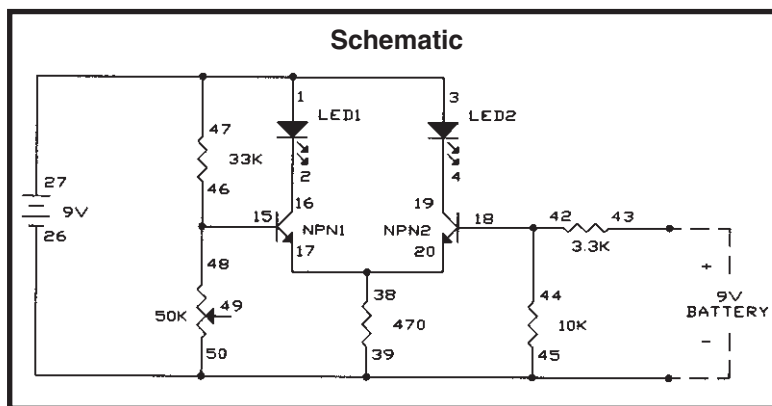 Schematic
1
3
LED1
LED2
47
33K
2
4
46
27
9V
26
16
15
NPN1
17
19
NPN2
18
20
42
43
3.3K
48
49
50K
50
38
470
39
44
10K
45
+
9V
BATTERY
-